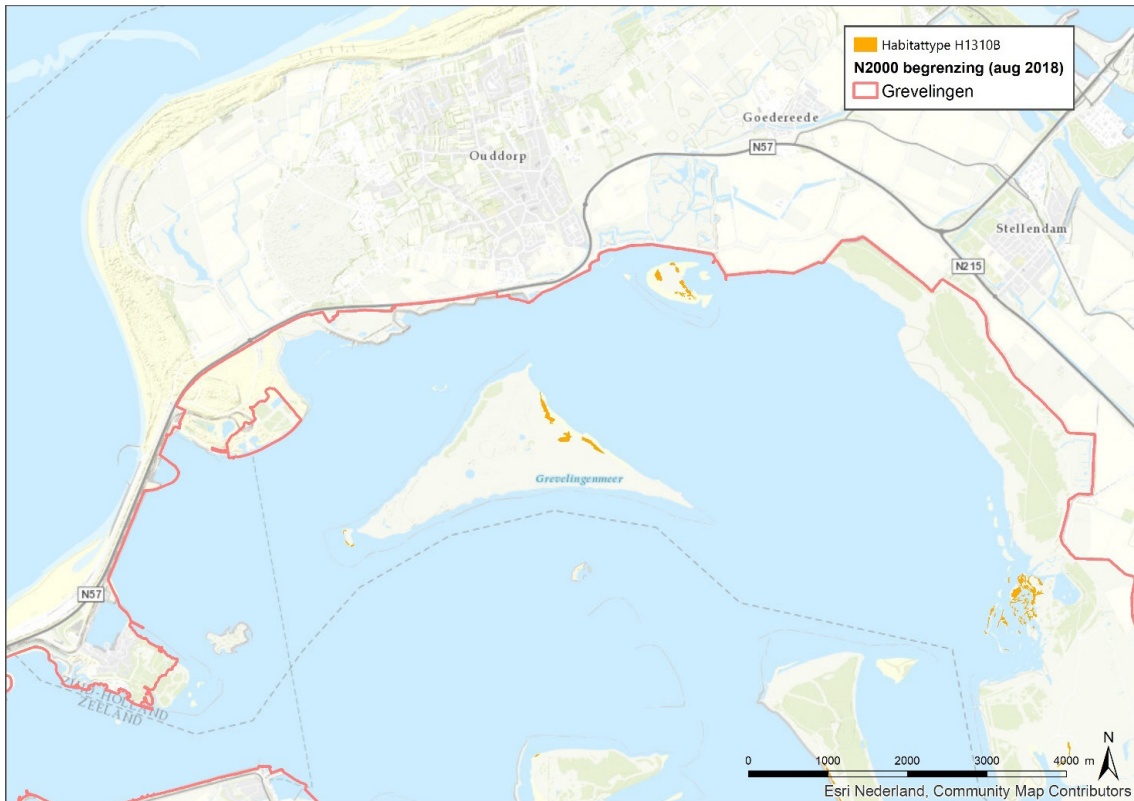 Habitattype H1310B
N2000 begrenzing (aug 2018)
Grevelingen
Goedereede
Ouddorp
N57
Stellendam
N215
Grevelingenmeer
N57
ZUID-HOLLAND
ZEELAND
N
0 1000 2000 3000 4000 m
Esri Nederland, Community Map Contributors